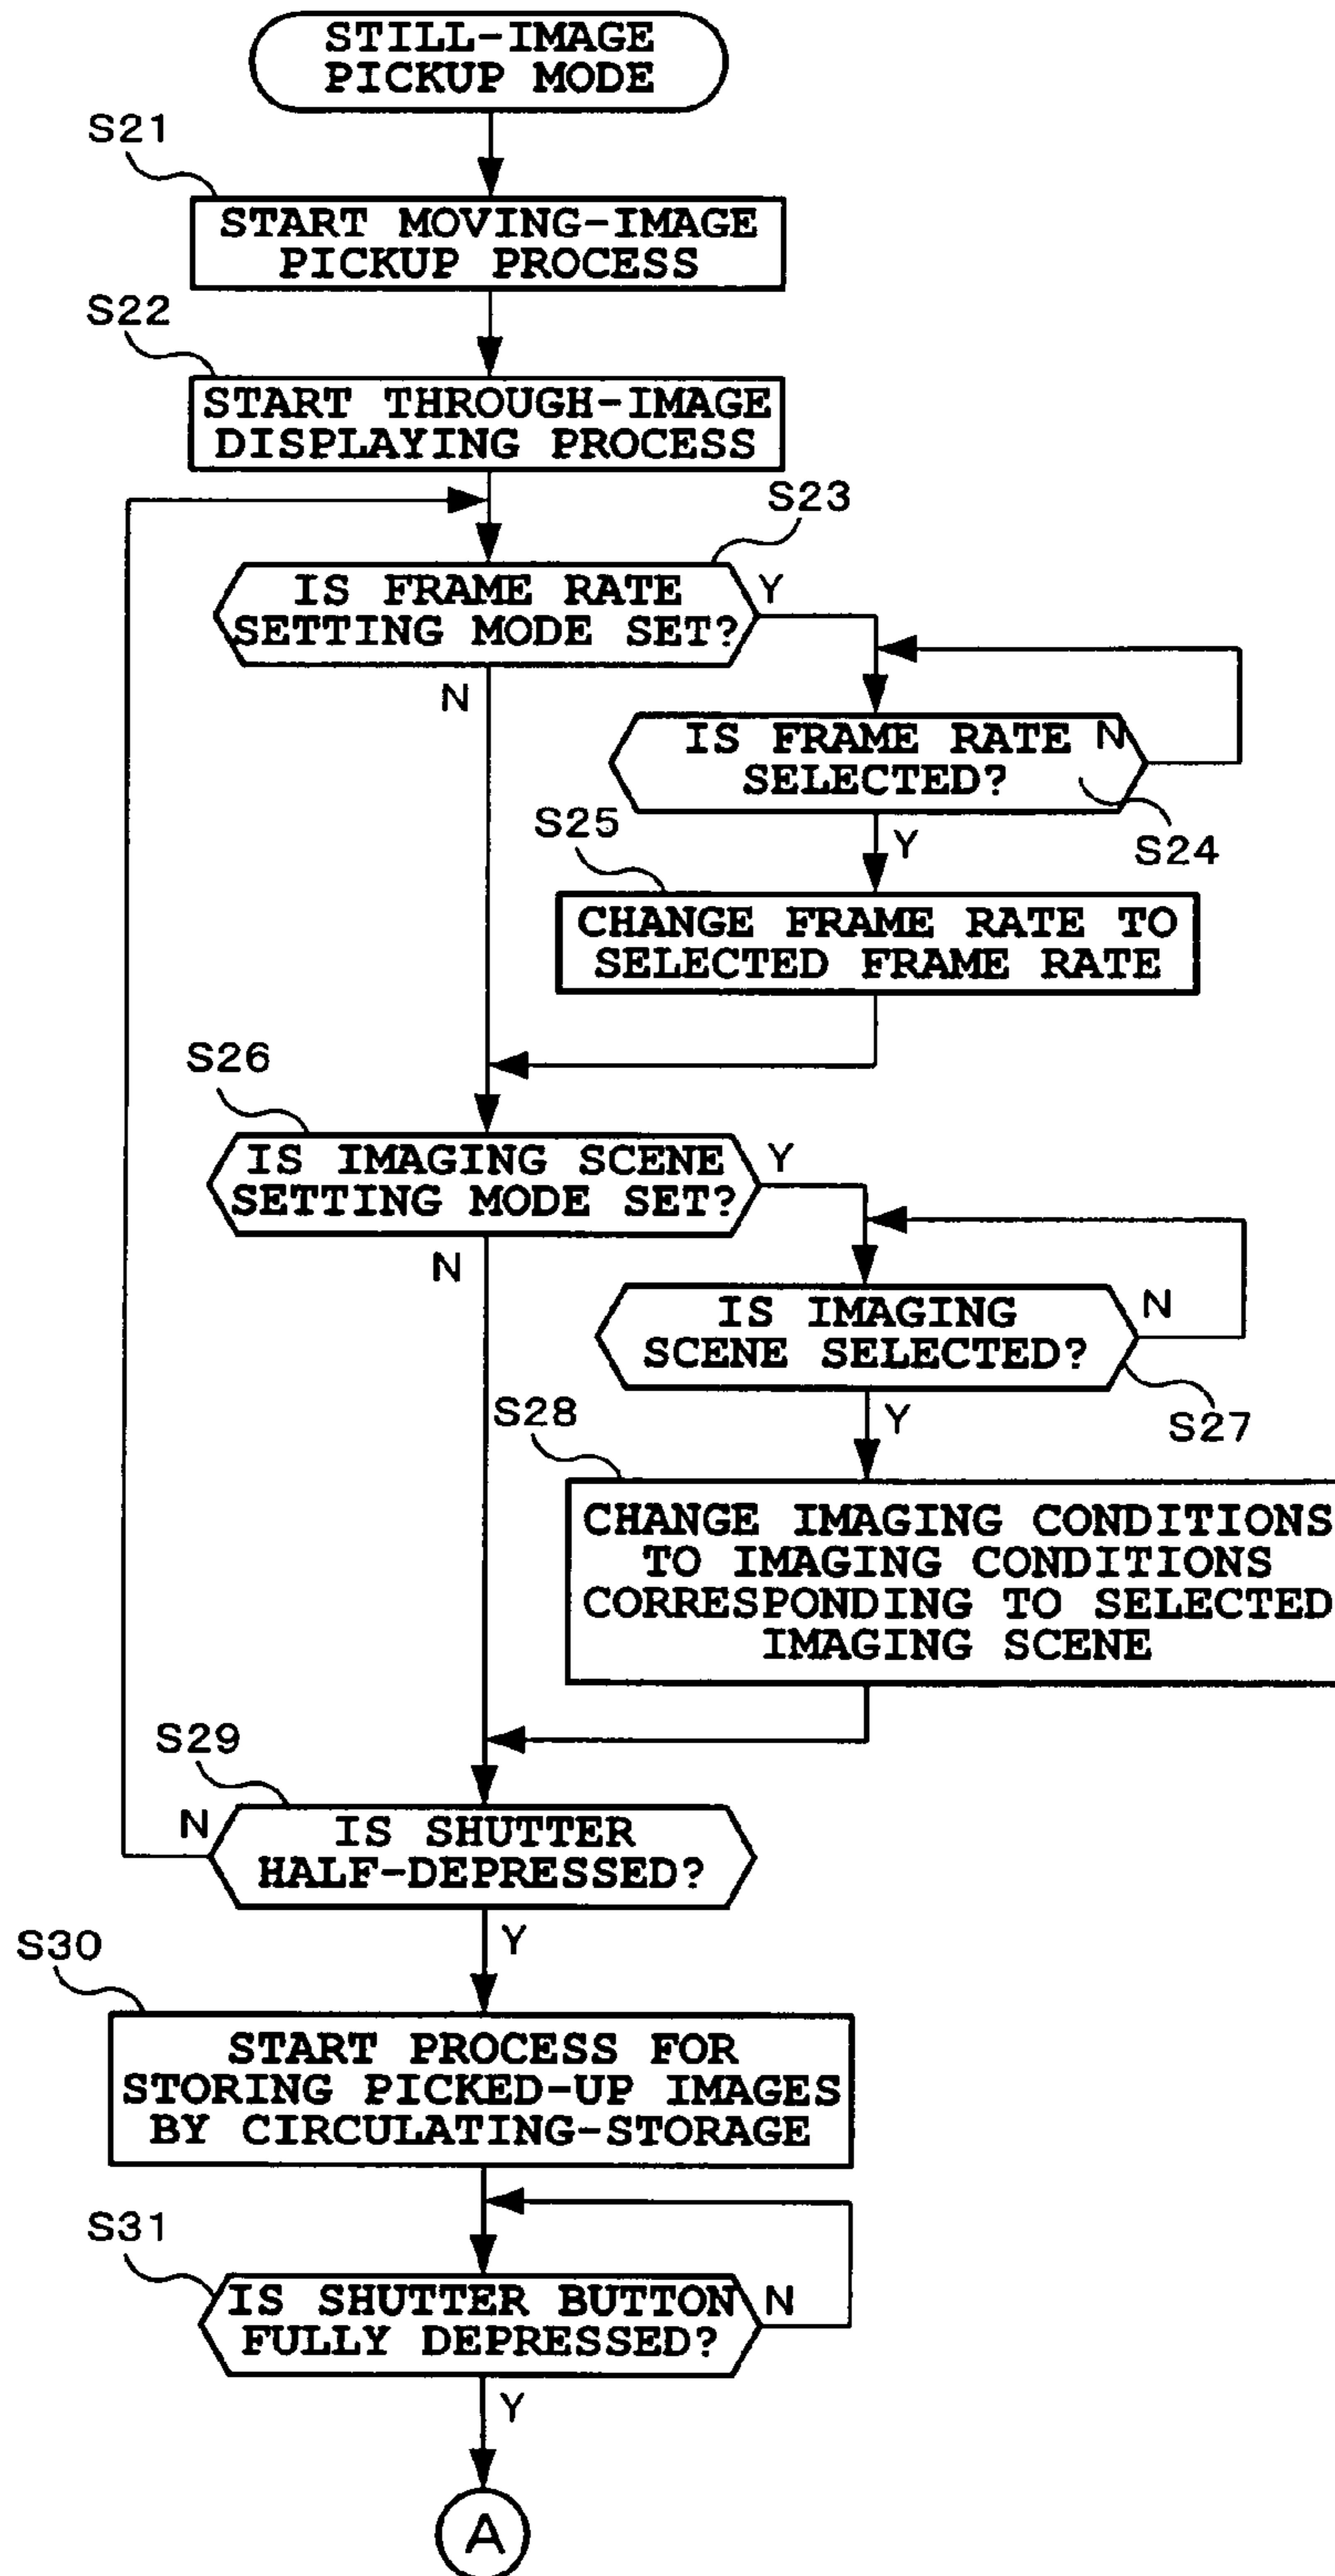 STILL-IMAGE
PICKUP MODE
S21
START MOVING-IMAGE
PICKUP PROCESS
S22
START THROUGH-IMAGE
DISPLAYING PROCESS
S23
IS FRAME RATE
SETTING MODE SET?
Y
N
IS FRAME RATE
SELECTED?
N
S24
Y
S25
CHANGE FRAME RATE TO
SELECTED FRAME RATE
S26
IS IMAGING SCENE
SETTING MODE SET?
Y
N
IS IMAGING
SCENE SELECTED?
N
S27
Y
S28
CHANGE IMAGING CONDITIONS
TO IMAGING CONDITIONS
CORRESPONDING TO SELECTED
IMAGING SCENE
S29
N
IS SHUTTER
HALF-DEPRESSED?
Y
S30
START PROCESS FOR
STORING PICKED-UP IMAGES
BY CIRCULATING-STORAGE
S31
IS SHUTTER BUTTON
FULLY DEPRESSED?
N
Y
A